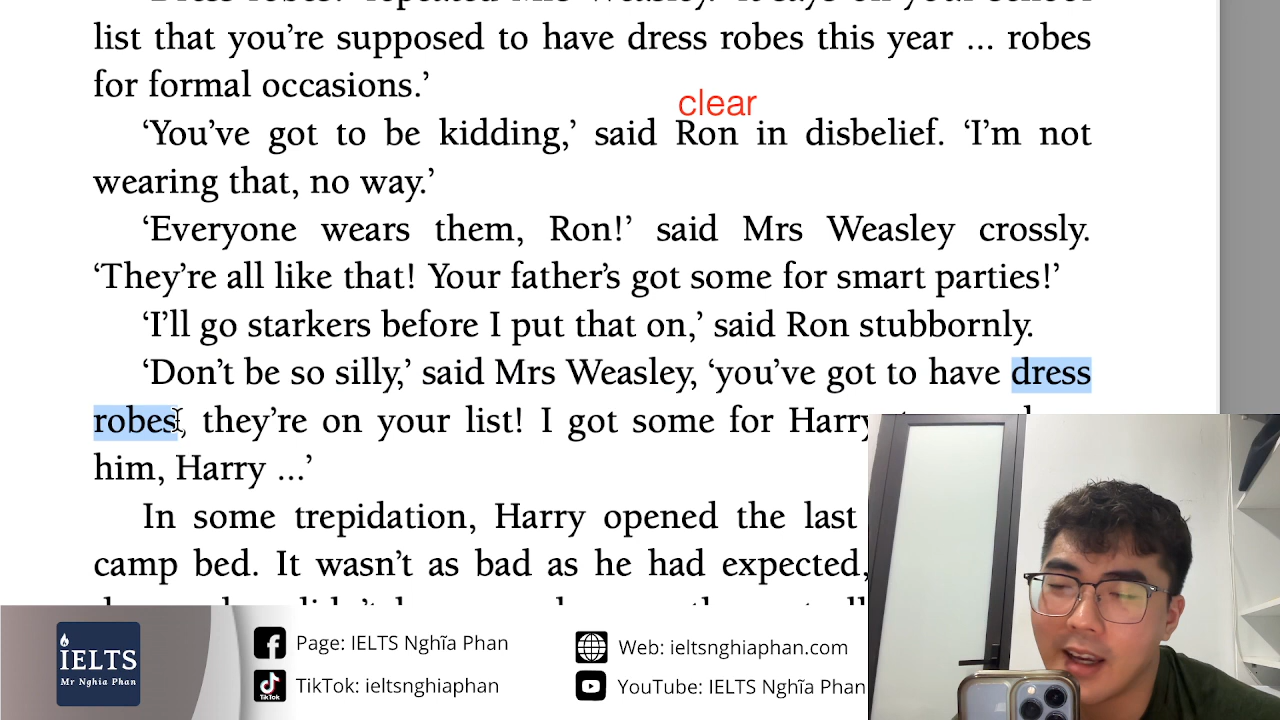 list that you're supposed to have dress robes this year ... robes
for formal occasions.'
clear
'You've got to be kidding,' said Ron in disbelief. 'I'm not
wearing that, no way.'
'Everyone wears them, Ron!' said Mrs Weasley crossly.
'They're all like that! Your father's got some for smart parties!'
'I'll go starkers before I put that on,' said Ron stubbornly.
'Don't be so silly,' said Mrs Weasley, 'you've got to have dress
robes, they're on your list! I got some for Harry
him, Harry ...'
In some trepidation, Harry opened the last
camp bed. It wasn't as bad as he had expected,
IELTS
Mr Nghia Phan
Page: IELTS Nghĩa Phan
TikTok
TikTok: ieltsnghiaphan
Web: ieltsnghiaphan.com
YouTube: IELTS Nghĩa Phan